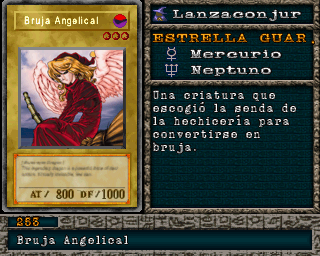 Bruja Angelical
AT/ 800 DF/1000
Lanzaconjur
ESTRELLA GUAR.
Mercurio
Neptuno
Una criatura que
escogió la senda de
la hechicería para
convertirse en
bruja.
253
Bruja Angelical